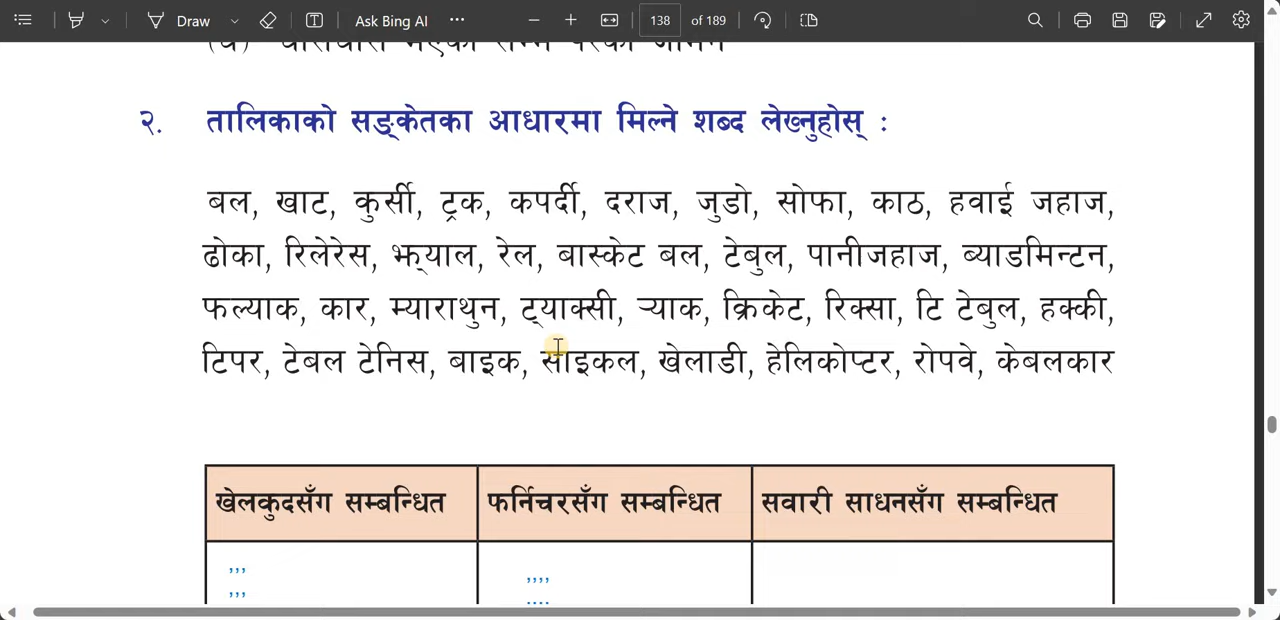 Draw
Ask Bing AI
138 of 189
२. तालिकाको सङ्केतका आधारमा मिल्ने शब्द लेख्नुहोस् :
बल, खाट, कुर्सी, ट्रक, कपर्दी, दराज, जुडो, सोफा, काठ, हवाई जहाज,
ढोका, रिलेरेस, झ्याल, रेल, बास्केट बल, टेबुल, पानीजहाज, ब्याडमिन्टन,
फल्याक, कार, म्याराथुन, ट्याक्सी, र्‍याक, क्रिकेट, रिक्सा, टि टेबुल, हक्की,
टिपर, टेबल टेनिस, बाइक, साइकल, खेलाडी, हेलिकोप्टर, रोपवे, केबलकार
खेलकुदसँग सम्बन्धित
फर्निचरसँग सम्बन्धित
सवारी साधनसँग सम्बन्धित
,,,
,,,,
,,,